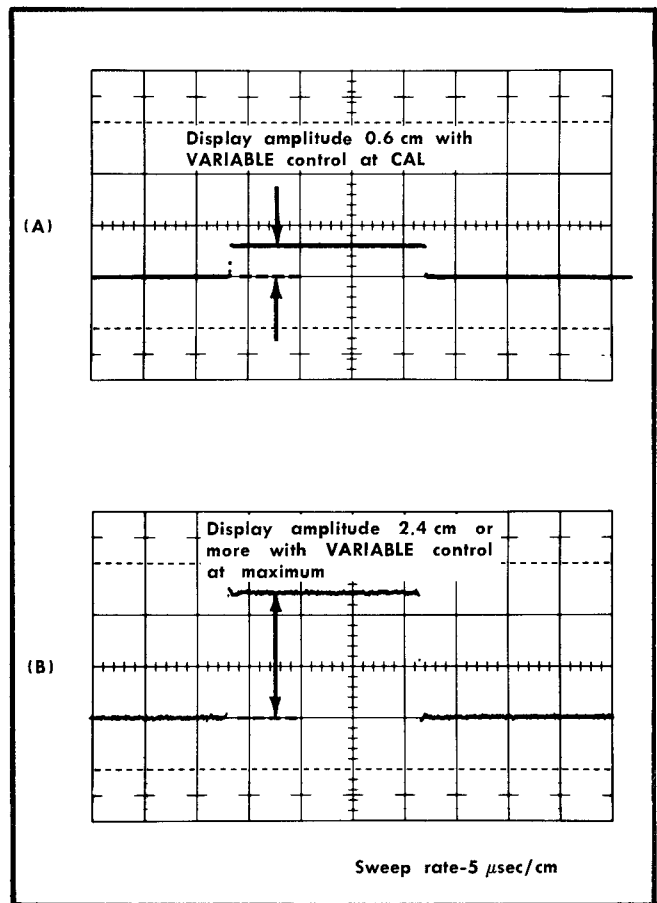 Display amplitude 0.6 cm with
VARIABLE control at CAL
(A)
Display amplitude 2.4 cm or
more with VARIABLE control
at maximum
(B)
Sweep rate-5 μsec/cm